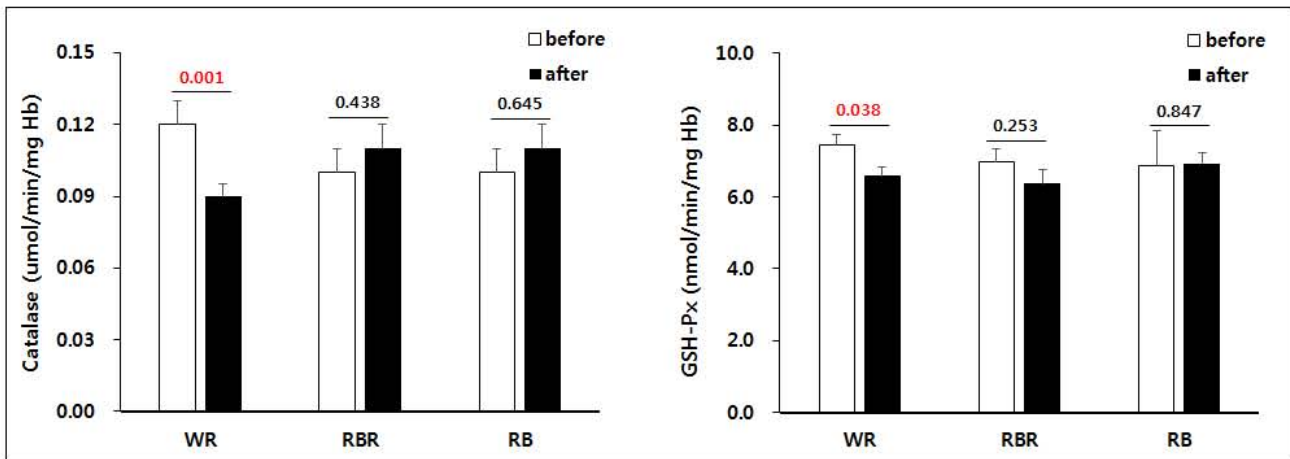 before
after
0.15
0.12
0.09
0.06
0.03
0.00
Catalase (umol/min/mg Hb)
0.001
0.438
0.645
WR
RBR
RB
before
after
10.0
8.0
6.0
4.0
2.0
0.0
GSH-Px (nmol/min/mg Hb)
0.038
0.253
0.847
WR
RBR
RB